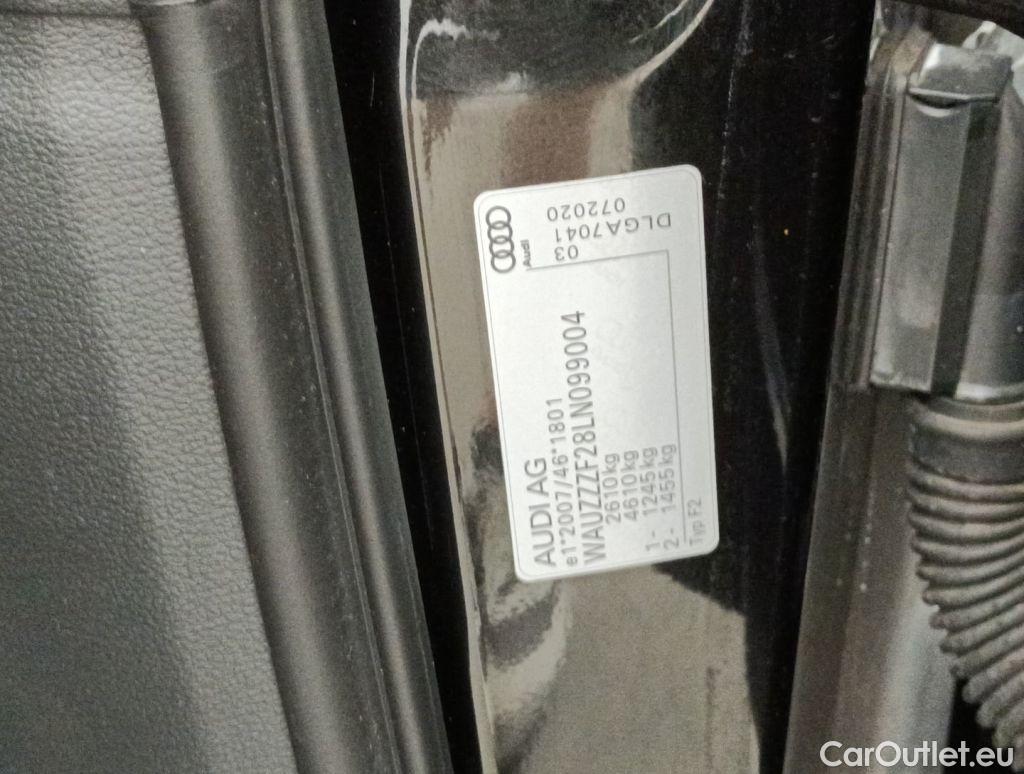 AUDI AG
e1*2007/46*1801
WAUZZZF28LN099004
2610kg
4610kg
1- 1245kg
2- 1455kg
Typ F2
Audi
03
DLGA7041
072020
CarOutlet.eu